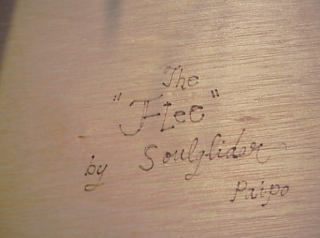 The
"Flee"
by Soulglider
Paipo